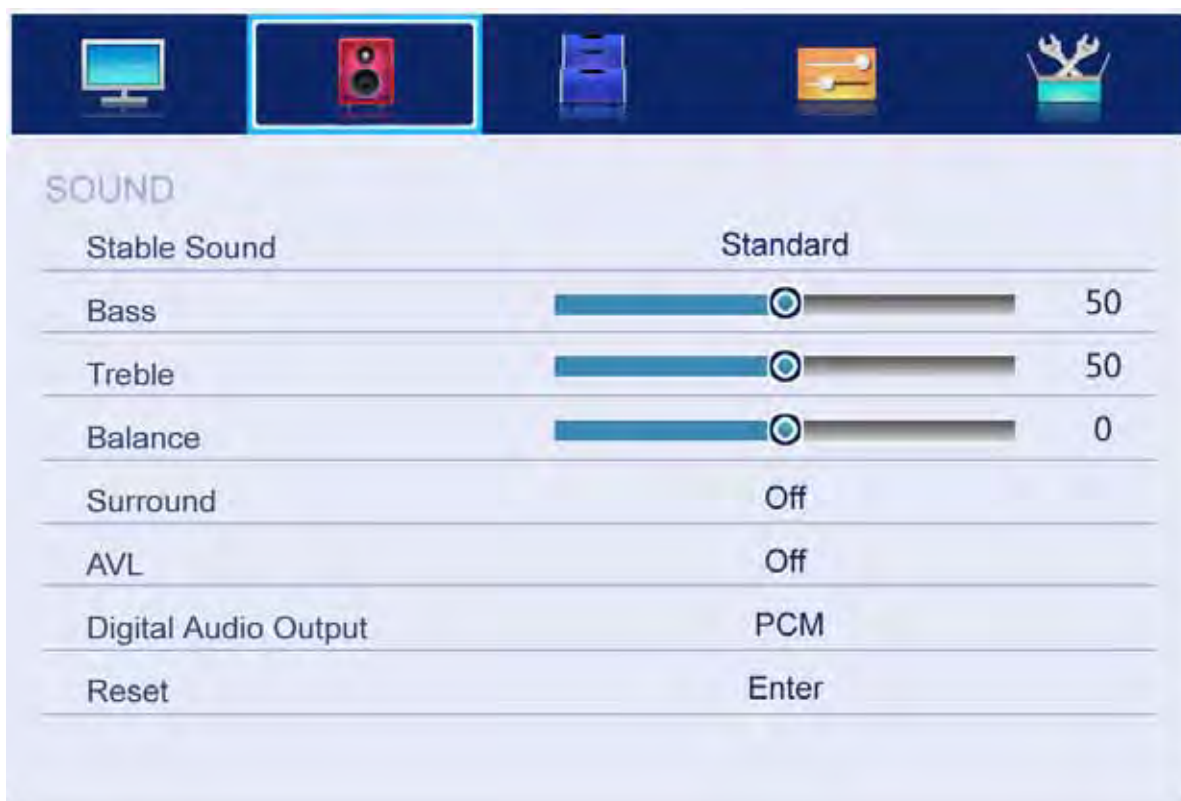 SOUND
Stable Sound Standard
Bass 50
Treble 50
Balance 0
Surround Off
AVL Off
Digital Audio Output PCM
Reset Enter